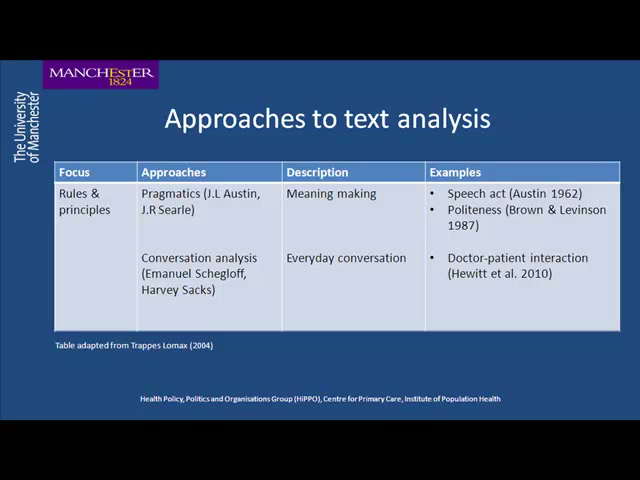 MANCHESTER
1824
The University
of Manchester
Approaches to text analysis
Focus Approaches Description Examples
Rules & Pragmatics (J.L Austin, Meaning making • Speech act (Austin 1962)
principles J.R Searle) • Politeness (Brown & Levinson
1987)
Conversation analysis Everyday conversation • Doctor-patient interaction
(Emanuel Schegloff, (Hewitt et al. 2010)
Harvey Sacks)
Table adapted from Trappes Lomax (2004)
Health Policy, Politics and Organisations Group (HiPPO), Centre for Primary Care, Institute of Population Health